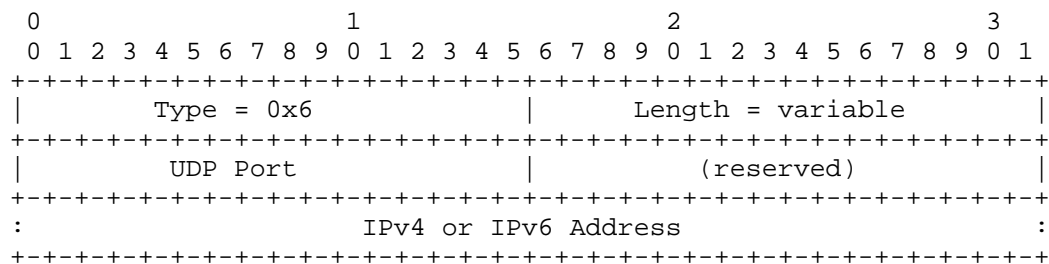 0                   1                   2                   3
 0 1 2 3 4 5 6 7 8 9 0 1 2 3 4 5 6 7 8 9 0 1 2 3 4 5 6 7 8 9 0 1
+-+-+-+-+-+-+-+-+-+-+-+-+-+-+-+-+-+-+-+-+-+-+-+-+-+-+-+-+-+-+-+-+
|        Type = 0x6             |      Length = variable        |
+-+-+-+-+-+-+-+-+-+-+-+-+-+-+-+-+-+-+-+-+-+-+-+-+-+-+-+-+-+-+-+-+
|         UDP Port              |          (reserved)           |
+-+-+-+-+-+-+-+-+-+-+-+-+-+-+-+-+-+-+-+-+-+-+-+-+-+-+-+-+-+-+-+-+
:                     IPv4 or IPv6 Address                      :
+-+-+-+-+-+-+-+-+-+-+-+-+-+-+-+-+-+-+-+-+-+-+-+-+-+-+-+-+-+-+-+-+